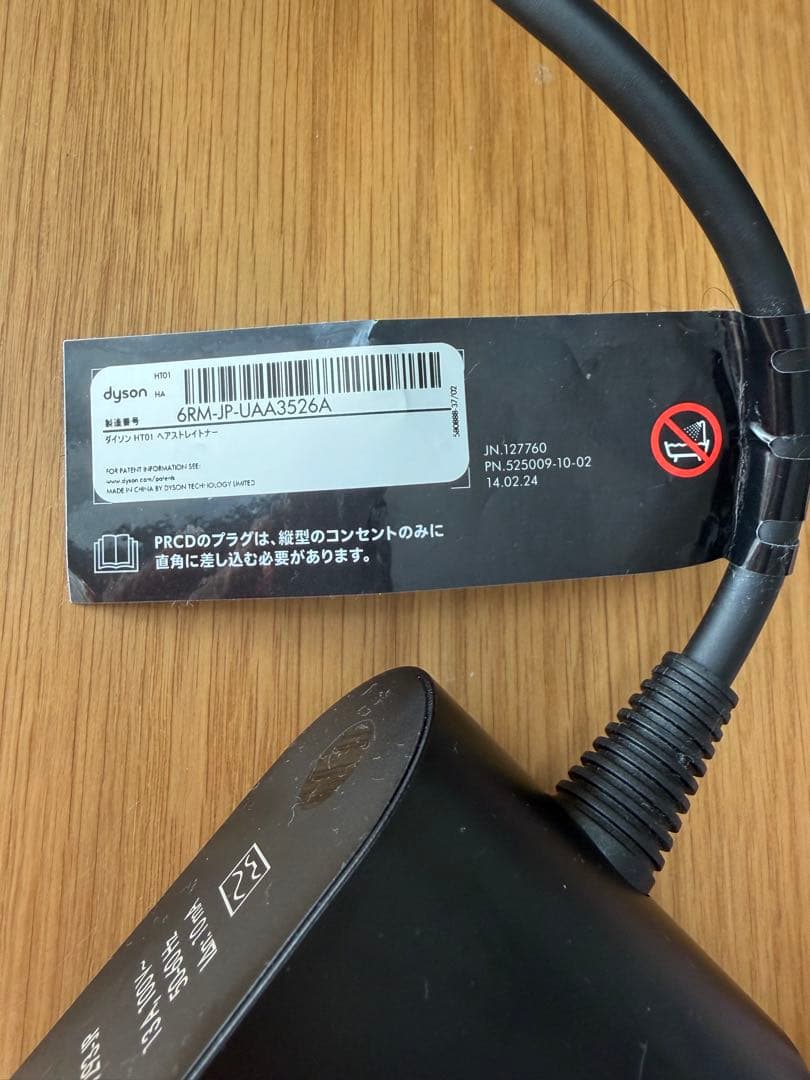 dyson HT01
HA
6RM-JP-UAA3526A
製造番号
ダイソン HT01 ヘアストレイトナー
FOR PATENT INFORMATION SEE:
www.dyson.com/patents
MADE IN CHINA BY DYSON TECHNOLOGY LIMITED
580888-37/02
JN.127760
PN.525009-10-02
14.02.24
PRCDのプラグは、縦型のコンセントのみに
直角に差し込む必要があります。
50-60Hz